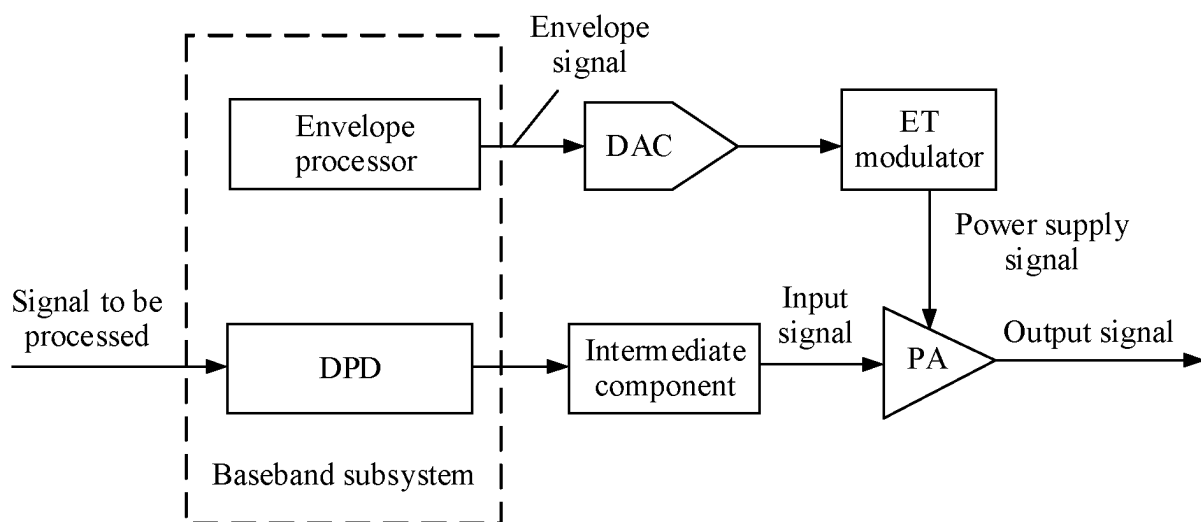 Envelope
signal
Envelope
processor
DAC
ET
modulator
Power supply
signal
Signal to be
processed
DPD
Intermediate
component
Input
signal
PA
Output signal
Baseband subsystem